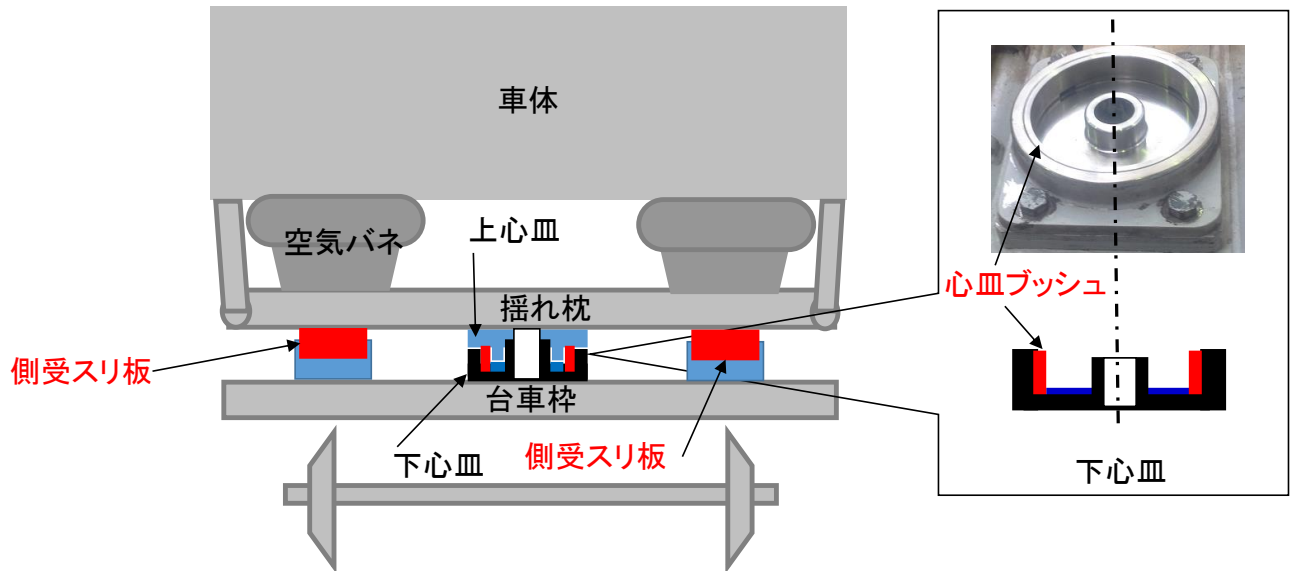 車体
空気バネ
上心皿
揺れ枕
側受スリ板
台車枠
下心皿
側受スリ板
心皿ブッシュ
下心皿